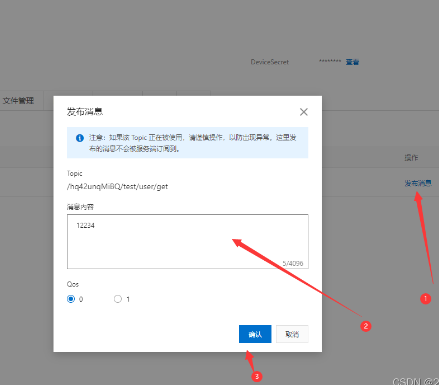 DeviceSecret ******** 查看
文件管理
发布消息
注意：如果该 Topic 正在被使用，请谨慎操作，以防出现异常。这里发
布的消息不会被服务端订阅到。
操作
Topic
/hq42unqMiBQ/test/user/get
发布消息
消息内容
12234
5/4096
Qos
0 1
1
2
确认 取消
3
CSDN @2